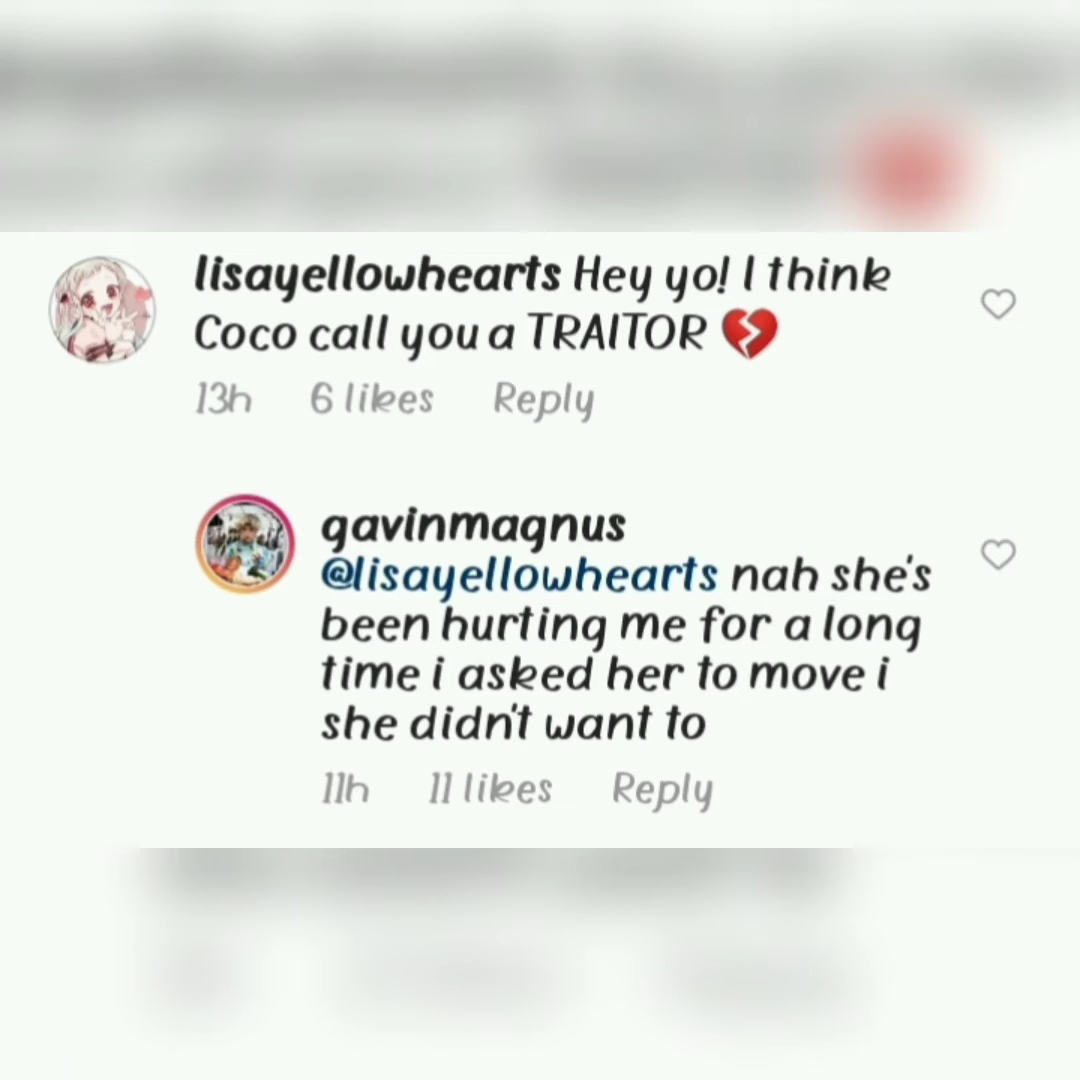 lisayellowhearts Hey yo! I think
Coco call you a TRAITOR 💔
13h 6 likes Reply
gavinmagnus
@lisayellowhearts nah she's
been hurting me for a long
time i asked her to move i
she didn't want to
11h 11 likes Reply